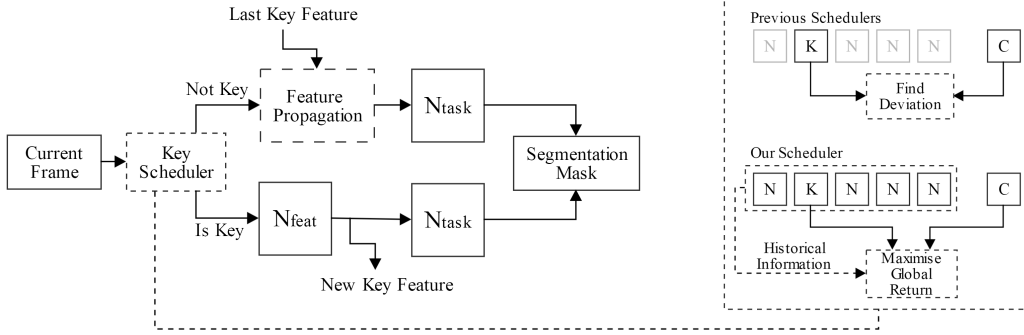 Last Key Feature
Not Key
Feature
Propagation
Ntask
Current
Frame
Key
Scheduler
Segmentation
Mask
Is Key
Nfeat
Ntask
New Key Feature
Previous Schedulers
N K N N N C
Find
Deviation
Our Scheduler
N K N N N C
Historical
Information
Maximise
Global
Return